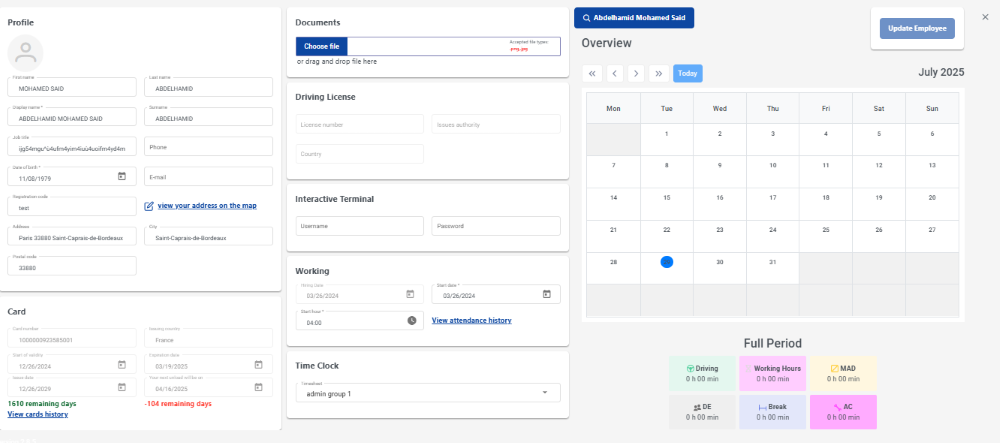 Profile
First name
MOHAMED SAID
Last name
ABDELHAMID
Display name *
ABDELHAMID MOHAMED SAID
Surname
ABDELHAMID
Job title
Phone
Date of birth *
11/08/1979
E-mail
Registration code
test
view your address on the map
Address
Paris 33880 Saint-Caprais-de-Bordeaux
City
Saint-Caprais-de-Bordeaux
Postal code
33880
Card
Card number
1000000923585001
Issuing country
France
Start of validity
12/26/2024
Expiration date
03/19/2025
Issue date
12/26/2029
04/16/2025
1610 remaining days
-104 remaining days
View cards history
Documents
Choose file
Accepted file types:
or drag and drop file here
Driving License
License number
Issues authority
Country
Interactive Terminal
Username
Password
Working
Hiring date
03/26/2024
Start date *
03/26/2024
Start hour *
04:00
View attendance history
Time Clock
Timesheet
admin group 1
Abdelhamid Mohamed Said
Update Employee
Overview
Today
July 2025
Mon Tue Wed Thu Fri Sat Sun
1 2 3 4 5 6
7 8 9 10 11 12 13
14 15 16 17 18 19 20
21 22 23 24 25 26 27
28 30 31
Full Period
Driving
0 h 00 min
Working Hours
0 h 00 min
MAD
0 h 00 min
DE
0 h 00 min
Break
0 h 00 min
AC
0 h 00 min